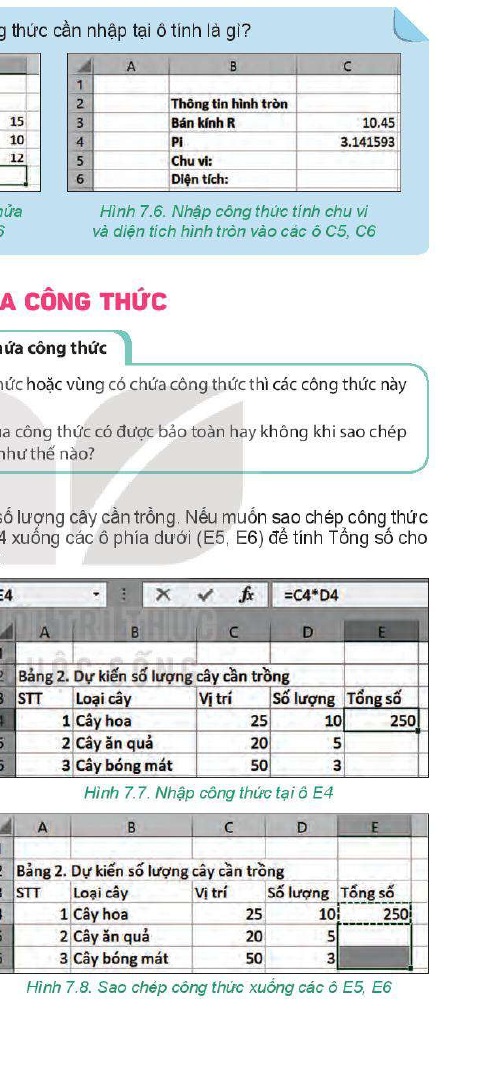 g thức cần nhập tại ô tính là gì?
A B C
1
2 Thông tin hình tròn
15 3 Bán kính R 10.45
10 4 Pi 3.141593
12 5 Chu vi:
6 Diện tích:
Hình 7.6. Nhập công thức tính chu vi
và diện tích hình tròn vào các ô C5, C6
A CÔNG THỨC
ứa công thức
ức hoặc vùng có chứa công thức thì các công thức này
a công thức có được bảo toàn hay không khi sao chép
như thế nào?
số lượng cây cần trồng. Nếu muốn sao chép công thức
4 xuống các ô phía dưới (E5, E6) để tính Tổng số cho
E4 fx =C4*D4
A B C D E
Bảng 2. Dự kiến số lượng cây cần trồng
STT Loại cây Vị trí Số lượng Tổng số
1 Cây hoa 25 10 250
2 Cây ăn quả 20 5
3 Cây bóng mát 50 3
Hình 7.7. Nhập công thức tại ô E4
A B C D E
Bảng 2. Dự kiến số lượng cây cần trồng
STT Loại cây Vị trí Số lượng Tổng số
1 Cây hoa 25 10 250
2 Cây ăn quả 20 5
3 Cây bóng mát 50 3
Hình 7.8. Sao chép công thức xuống các ô E5, E6